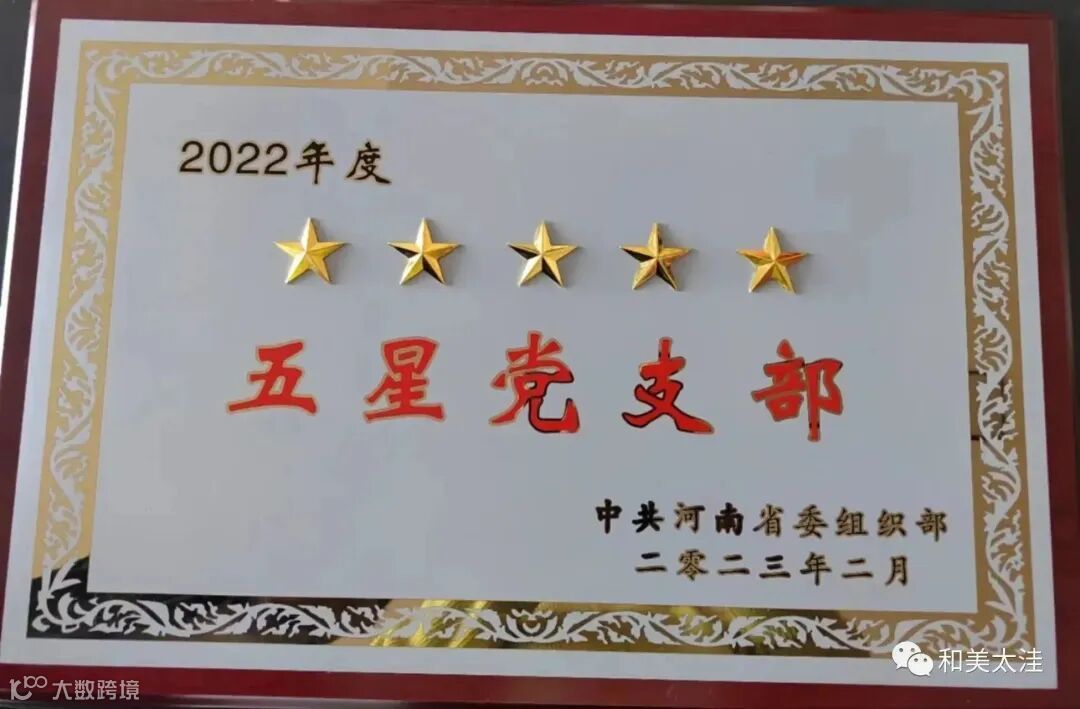 2022年度
五星党支部
中共河南省委组织部
二零二三年二月
和美太洼
大数跨境